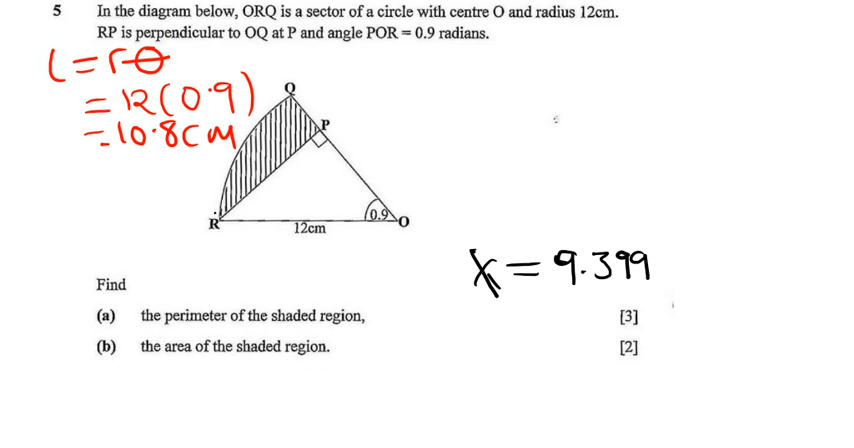 5 In the diagram below, ORQ is a sector of a circle with centre O and radius 12cm.
RP is perpendicular to OQ at P and angle POR = 0.9 radians.
l = rθ
= 12(0.9)
= 10.8cm
Q
P
R
12cm
0.9
O
x = 9.399
Find
(a) the perimeter of the shaded region, [3]
(b) the area of the shaded region. [2]